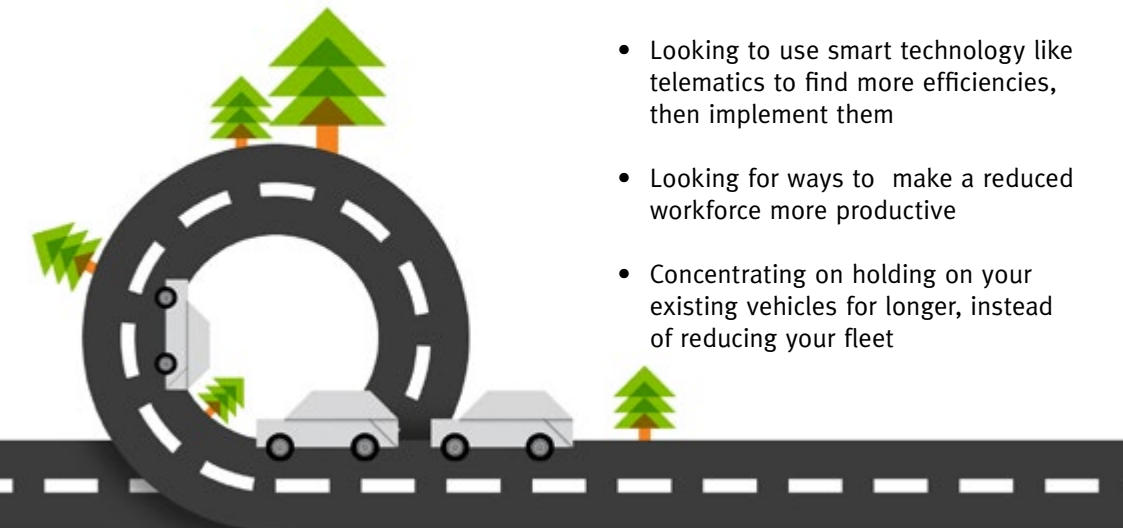 • Looking to use smart technology like
telematics to find more efficiencies,
then implement them
• Looking for ways to  make a reduced
workforce more productive
• Concentrating on holding on your
existing vehicles for longer, instead
of reducing your fleet